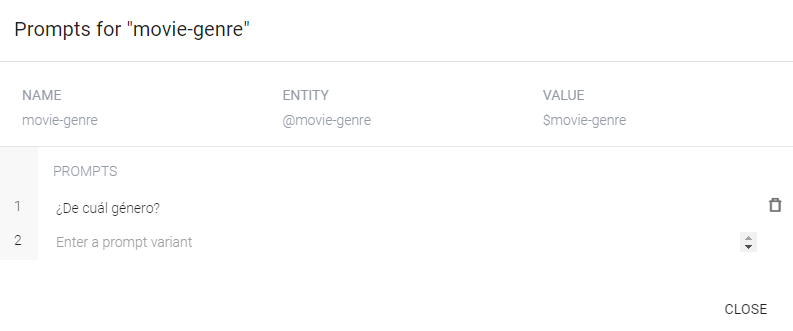 Prompts for "movie-genre"
NAME ENTITY VALUE
movie-genre @movie-genre $movie-genre
PROMPTS
1 ¿De cuál género?
2 Enter a prompt variant
CLOSE